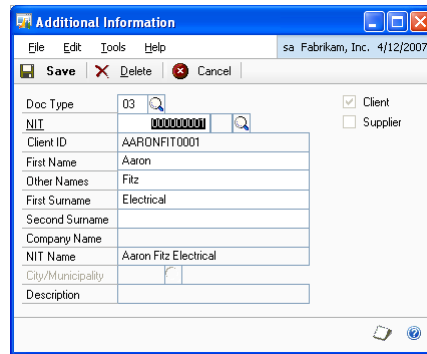 Additional Information
File Edit Tools Help sa Fabrikam, Inc. 4/12/2007
Save Delete Cancel
Doc Type 03 Client
NIT 000000001 Supplier
Client ID AARONFIT0001
First Name Aaron
Other Names Fitz
First Surname Electrical
Second Surname
Company Name
NIT Name Aaron Fitz Electrical
City/Municipality
Description